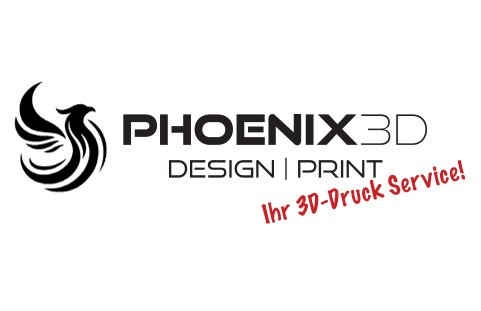 PHOENIX3D
DESIGN | PRINT
Ihr 3D-Druck Service!